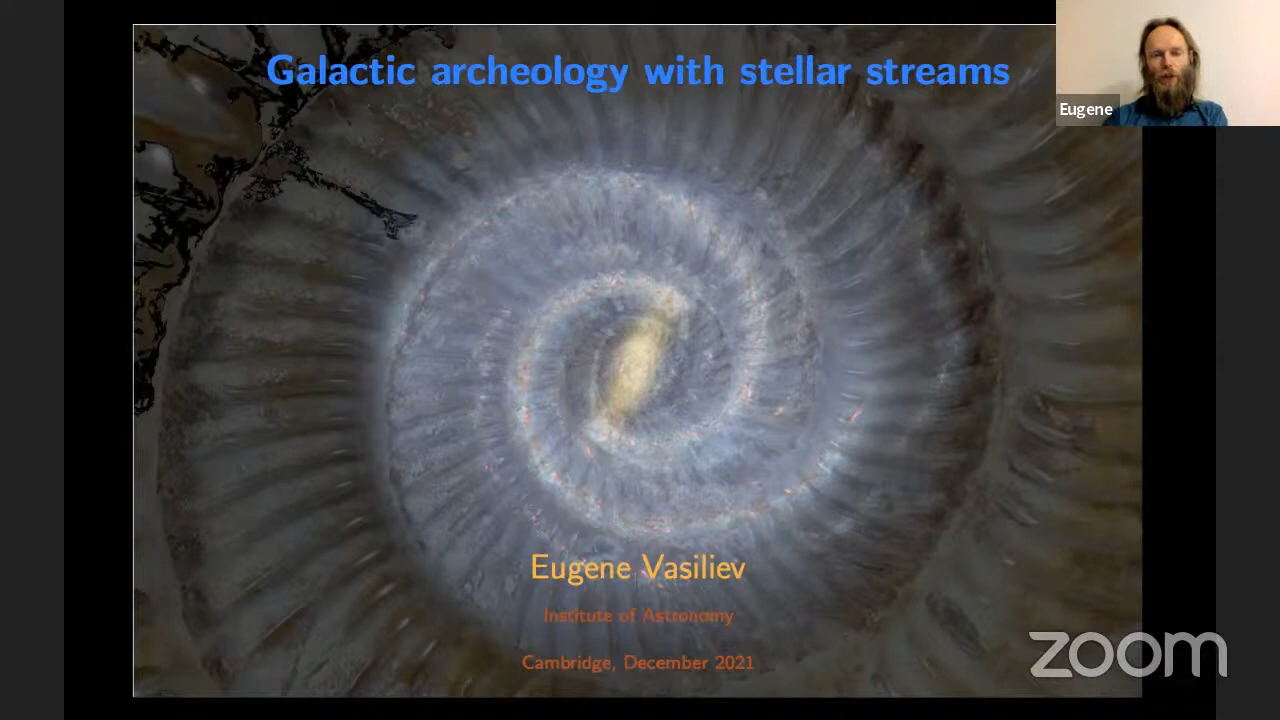 Galactic archeology with stellar streams
Eugene
Eugene Vasiliev
Institute of Astronomy
Cambridge, December 2021
zoom